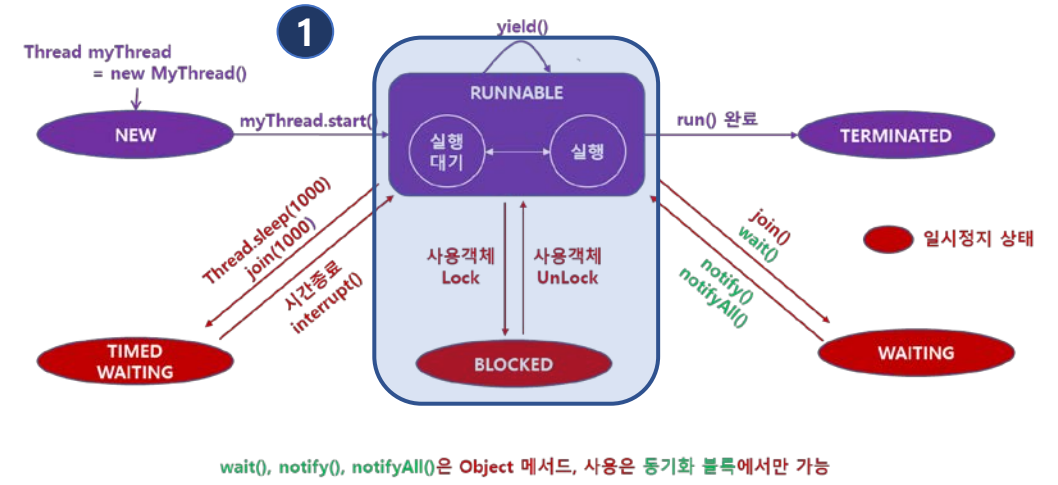 1
yield()
Thread myThread
= new MyThread()
RUNNABLE
NEW
myThread.start()
실행
대기
실행
run() 완료
TERMINATED
Thread.sleep(1000)
join(1000)
시간종료
interrupt()
사용객체
Lock
사용객체
UnLock
join()
wait()
notify()
notifyAll()
일시정지 상태
TIMED
WAITING
BLOCKED
WAITING
wait(), notify(), notifyAll()은 Object 메서드, 사용은 동기화 블록에서만 가능